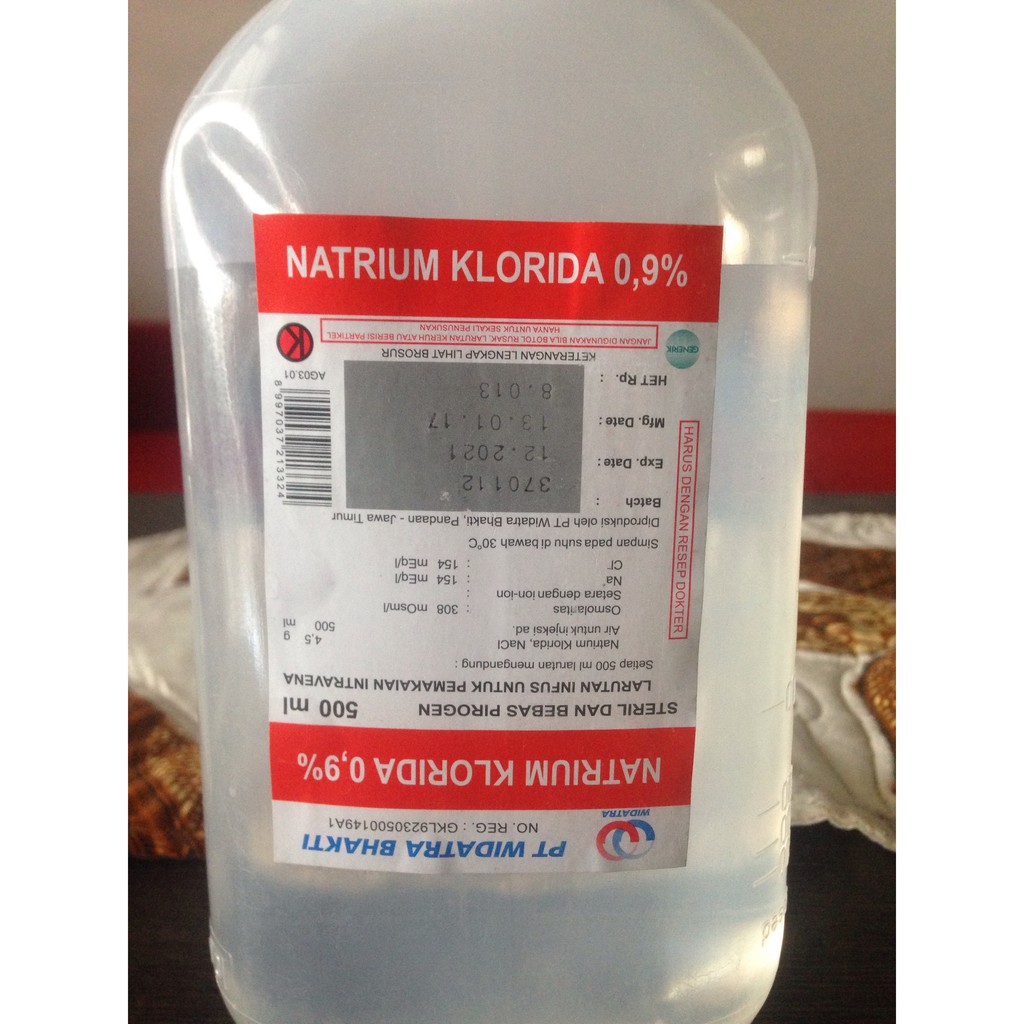 NATRIUM KLORIDA 0,9%
PT WIDATRA BHAKTI
NO. REG. : GKL9230500149A1
WIDATRA
NATRIUM KLORIDA 0,9%
STERIL DAN BEBAS PIROGEN 500 ml
LARUTAN INFUS UNTUK PEMAKAIAN INTRAVENA
Setiap 500 ml larutan mengandung :
Natrium Klorida, NaCl 4,5 g
Air untuk injeksi ad. 500 ml
Osmolaritas : 308 mOsm/l
Setara dengan ion-ion :
Na⁺ : 154 mEq/l
Cl⁻ : 154 mEq/l
Simpan pada suhu di bawah 30°C
Diproduksi oleh PT Widatra Bhakti, Pandaan - Jawa Timur
Batch : 370112
Exp. Date : 12.2021
Mfg. Date : 13.01.17
HET Rp. : 8.013
KETERANGAN LENGKAP LIHAT BROSUR
JANGAN DIGUNAKAN BILA BOTOL RUSAK, LARUTAN KERUH ATAU BERISI PARTIKEL
HANYA UNTUK SEKALI PENUSUKAN
HARUS DENGAN RESEP DOKTER
GENERIK
K
AG03.01
8 997037 213324